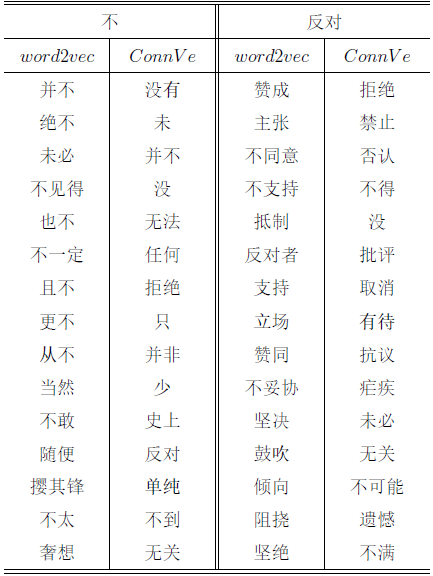 不 反对
word2vec ConnVe word2vec ConnVe
并不 没有 赞成 拒绝
绝不 未 主张 禁止
未必 并不 不同意 否认
不见得 没 不支持 不得
也不 无法 抵制 没
不一定 任何 反对者 批评
且不 拒绝 支持 取消
更不 只 立场 有待
从不 并非 赞同 抗议
当然 少 不妥协 疟疾
不敢 史上 坚决 未必
随便 反对 鼓吹 无关
撄其锋 单纯 倾向 不可能
不太 不到 阻挠 遗憾
奢想 无关 坚绝 不满